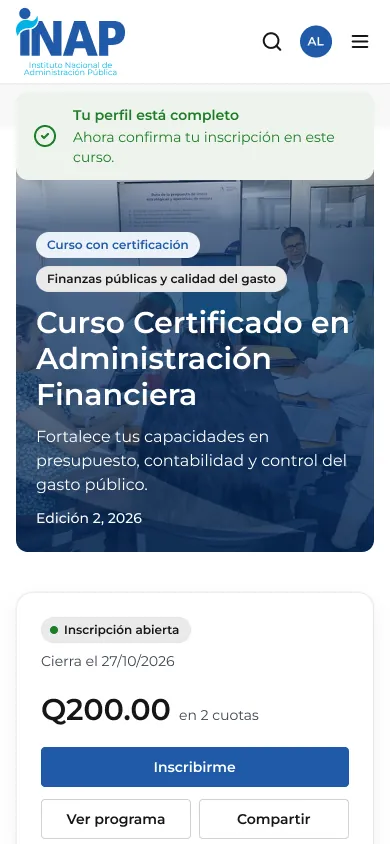 iNAP
Instituto Nacional de
Administración Pública
AL
Tu perfil está completo
Ahora confirma tu inscripción en este
curso.
Curso con certificación
Finanzas públicas y calidad del gasto
Curso Certificado en
Administración
Financiera
Fortalece tus capacidades en
presupuesto, contabilidad y control del
gasto público.
Edición 2, 2026
Inscripción abierta
Cierra el 27/10/2026
Q200.00 en 2 cuotas
Inscribirme
Ver programa
Compartir